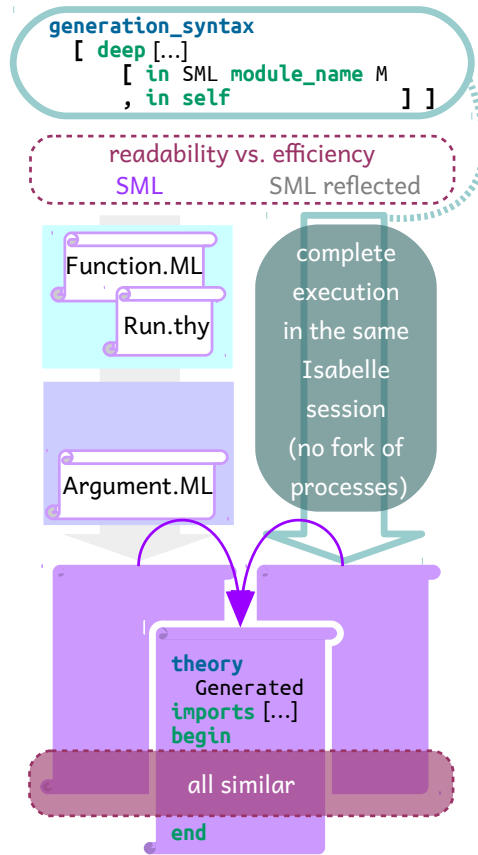 generation_syntax
[ deep [...]
[ in SML module_name M
, in self ] ]
readability vs. efficiency
SML SML reflected
Function.ML
Run.thy
Argument.ML
complete
execution
in the same
Isabelle
session
(no fork of
processes)
theory
Generated
imports [...]
begin
all similar
end